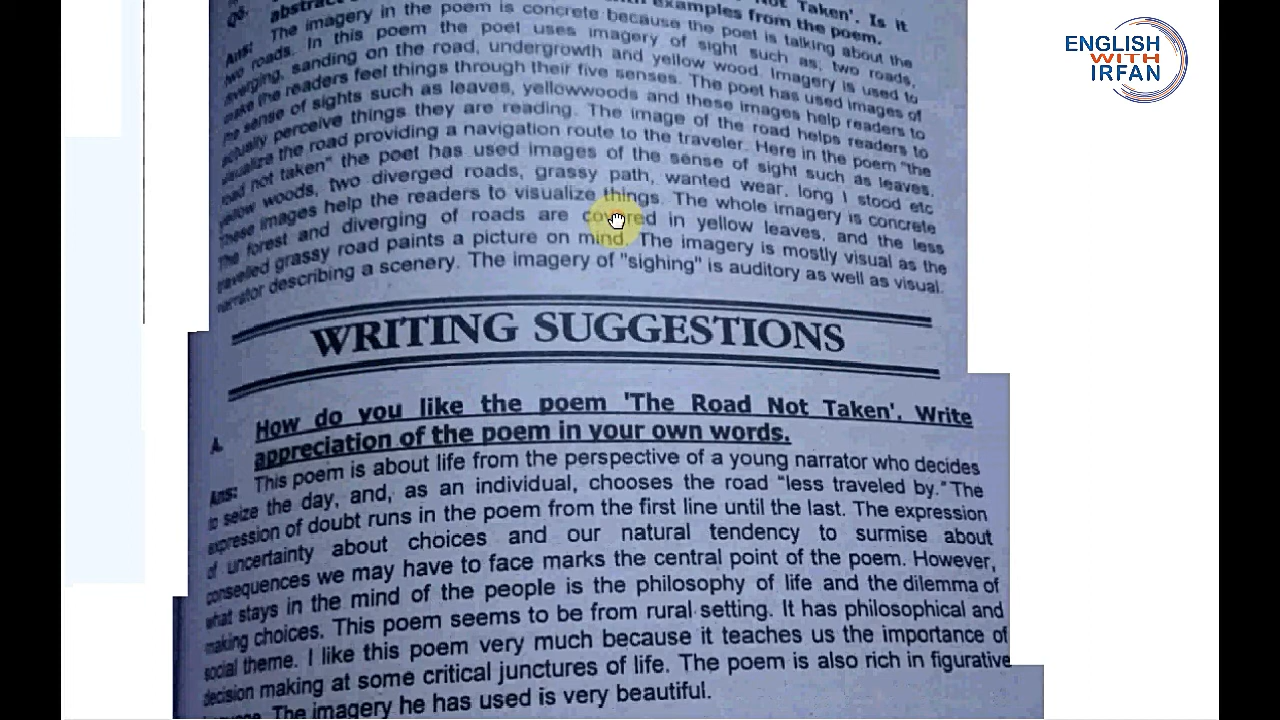 Not Taken'. Is it
Q6: abstract examples from the poem.
Ans: The imagery in the poem is concrete because the poet is talking about the
two roads. In this poem the poet uses imagery of sight such as, two roads,
diverging, sanding on the road, undergrowth and yellow wood. Imagery is used to
make the readers feel things through their five senses. The poet has used images of
the sense of sights such as leaves, yellowwoods and these images help readers to
actually perceive things they are reading. The image of the road helps readers to
visualize the road providing a navigation route to the traveler. Here in the poem "the
road not taken" the poet has used images of the sense of sight such as leaves,
yellow woods, two diverged roads, grassy path, wanted wear, long I stood etc
These images help the readers to visualize things. The whole imagery is concrete
The forest and diverging of roads are covered in yellow leaves, and the less
travelled grassy road paints a picture on mind. The imagery is mostly visual as the
narrator describing a scenery. The imagery of "sighing" is auditory as well as visual.
WRITING SUGGESTIONS
A. How do you like the poem 'The Road Not Taken'. Write
appreciation of the poem in your own words.
Ans: This poem is about life from the perspective of a young narrator who decides
to seize the day, and, as an individual, chooses the road "less traveled by." The
expression of doubt runs in the poem from the first line until the last. The expression
of uncertainty about choices and our natural tendency to surmise about
consequences we may have to face marks the central point of the poem. However,
what stays in the mind of the people is the philosophy of life and the dilemma of
making choices. This poem seems to be from rural setting. It has philosophical and
social theme. I like this poem very much because it teaches us the importance of
decision making at some critical junctures of life. The poem is also rich in figurative
The imagery he has used is very beautiful.
ENGLISH
WITH
IRFAN